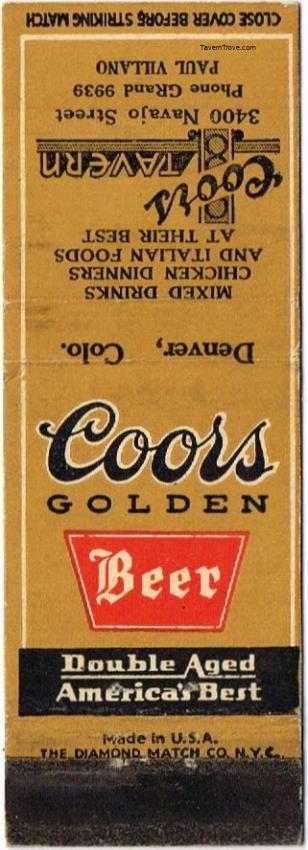 CLOSE COVER BEFORE STRIKING MATCH
TavernTrove.com
PAUL VILLANO
Phone GRand 9939
3400 Navajo Street
Coors
TAVERN
AT THEIR BEST
AND ITALIAN FOODS
CHICKEN DINNERS
MIXED DRINKS
Denver, Colo.
Coors
GOLDEN
Beer
Double Aged
America's Best
Made in U.S.A.
THE DIAMOND MATCH CO. N.Y.C.